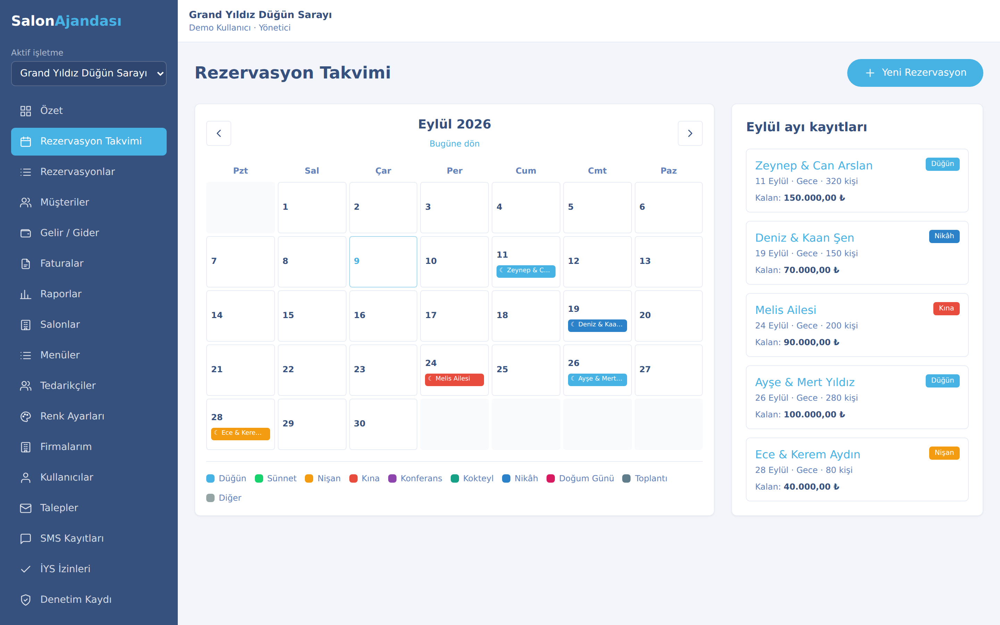 SalonAjandası
Aktif işletme
Grand Yıldız Düğün Sarayı
Özet
Rezervasyon Takvimi
Rezervasyonlar
Müşteriler
Gelir / Gider
Faturalar
Raporlar
Salonlar
Menüler
Tedarikçiler
Renk Ayarları
Firmalarım
Kullanıcılar
Talepler
SMS Kayıtları
İYS İzinleri
Denetim Kaydı
Grand Yıldız Düğün Sarayı
Demo Kullanıcı · Yönetici
Rezervasyon Takvimi
Yeni Rezervasyon
Eylül 2026
Bugüne dön
Pzt Sal Çar Per Cum Cmt Paz
1 2 3 4 5 6
7 8 9 10 11 12 13
☾ Zeynep & C…
14 15 16 17 18 19 20
☾ Deniz & Kaa…
21 22 23 24 25 26 27
☾ Melis Ailesi ☾ Ayşe & Mert…
28 29 30
☾ Ece & Kere…
Düğün Sünnet Nişan Kına Konferans Kokteyl Nikâh Doğum Günü Toplantı
Diğer
Eylül ayı kayıtları
Zeynep & Can Arslan Düğün
11 Eylül · Gece · 320 kişi
Kalan: 150.000,00 ₺
Deniz & Kaan Şen Nikâh
19 Eylül · Gece · 150 kişi
Kalan: 70.000,00 ₺
Melis Ailesi Kına
24 Eylül · Gece · 200 kişi
Kalan: 90.000,00 ₺
Ayşe & Mert Yıldız Düğün
26 Eylül · Gece · 280 kişi
Kalan: 100.000,00 ₺
Ece & Kerem Aydın Nişan
28 Eylül · Gece · 80 kişi
Kalan: 40.000,00 ₺